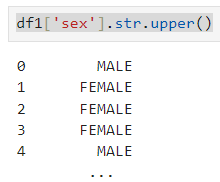 df1['sex'].str.upper()
0 MALE
1 FEMALE
2 FEMALE
3 FEMALE
4 MALE
...